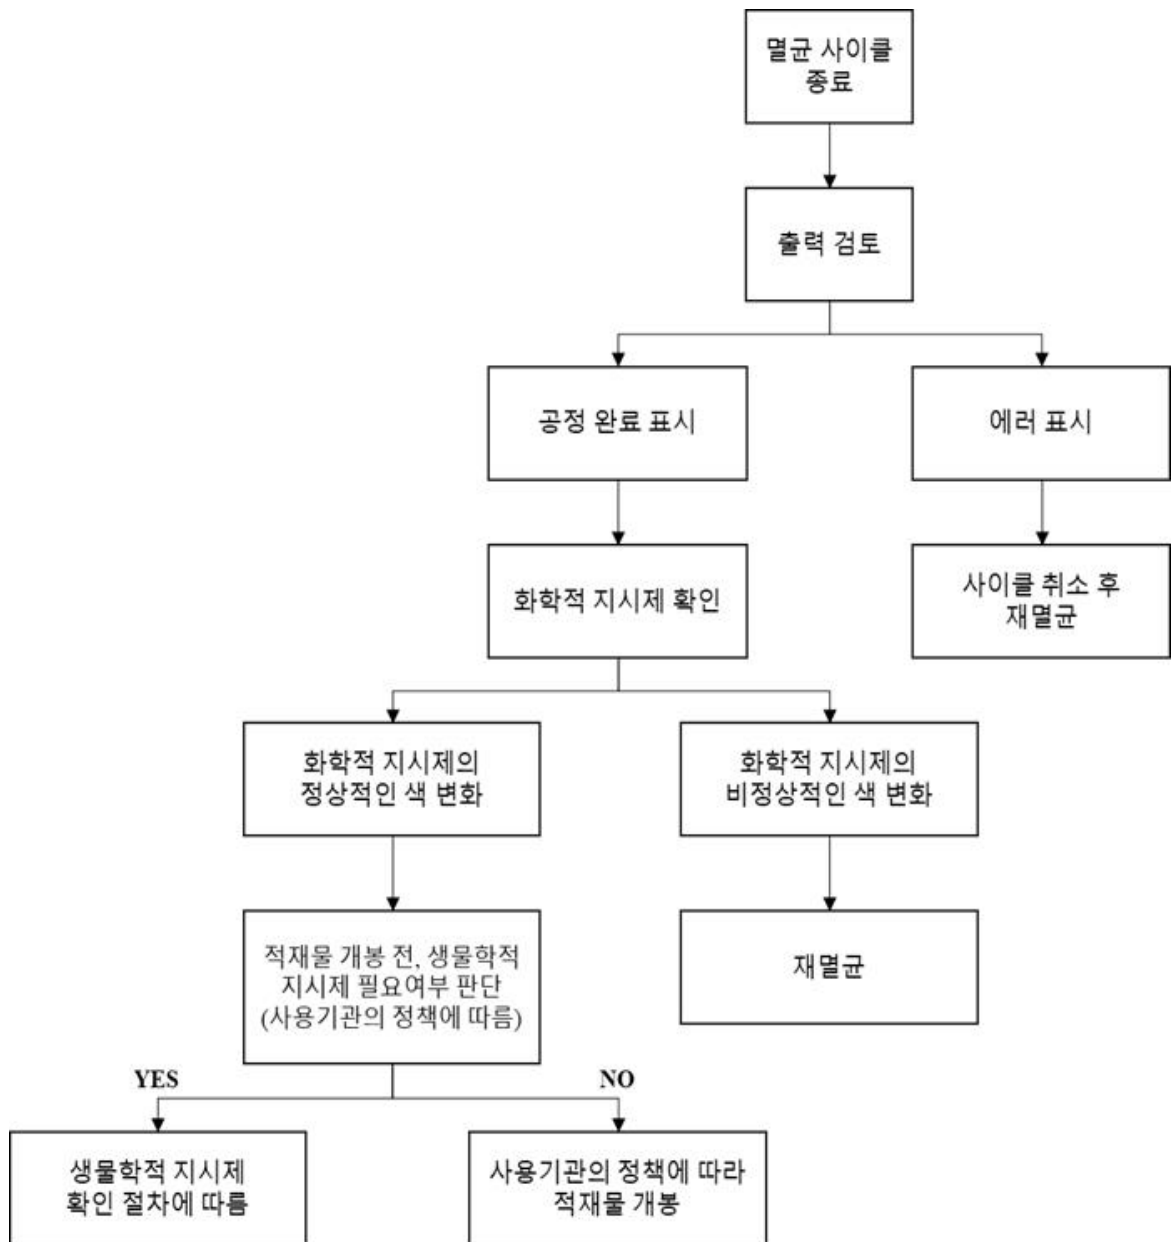 멸균 사이클
종료
출력 검토
공정 완료 표시
에러 표시
화학적 지시제 확인
사이클 취소 후
재멸균
화학적 지시제의
정상적인 색 변화
화학적 지시제의
비정상적인 색 변화
적재물 개봉 전, 생물학적
지시제 필요여부 판단
(사용기관의 정책에 따름)
재멸균
YES
NO
생물학적 지시제
확인 절차에 따름
사용기관의 정책에 따라
적재물 개봉